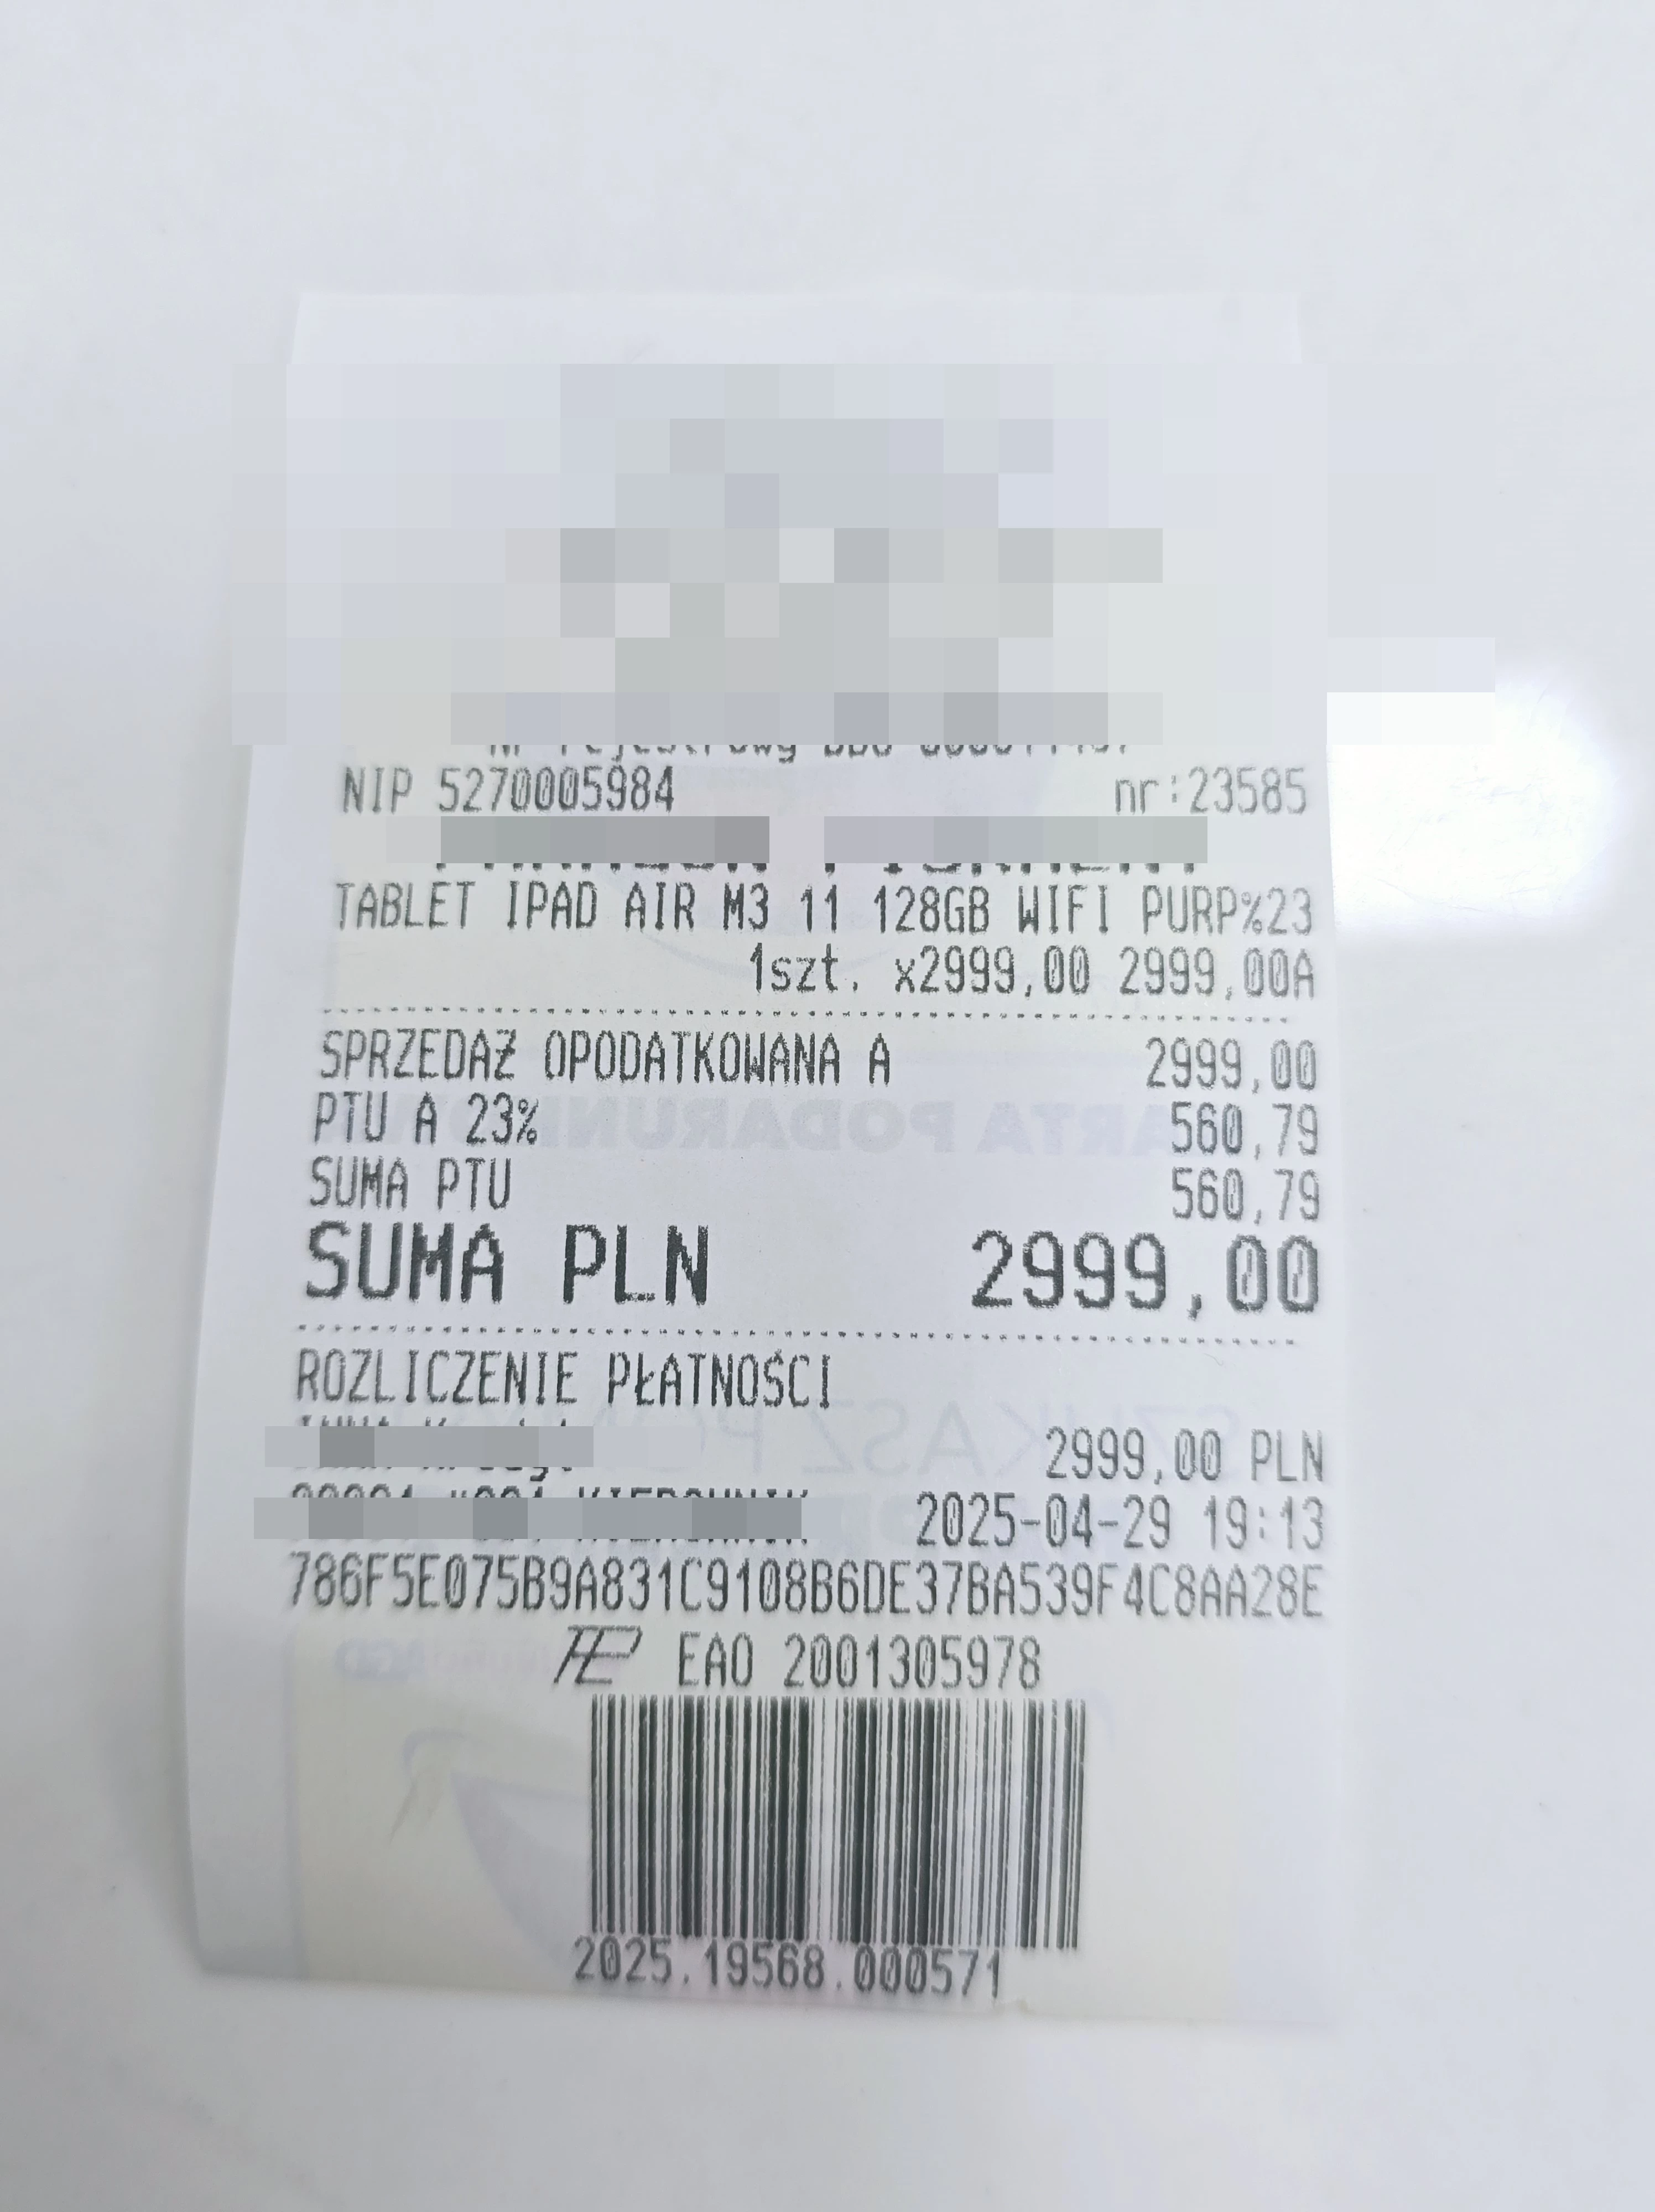 NIP 5270005984 nr:23585
TABLET IPAD AIR M3 11 128GB WIFI PURP%23
1szt. x2999,00 2999,00A
SPRZEDAŻ OPODATKOWANA A 2999,00
PTU A 23% 560,79
SUMA PTU 560,79
SUMA PLN 2999,00
ROZLICZENIE PŁATNOŚCI
2999,00 PLN
2025-04-29 19:13
786F5E075B9A831C9108B6DE37BA539F4C8AA28E
EAO 2001305978
2025.19568.000571